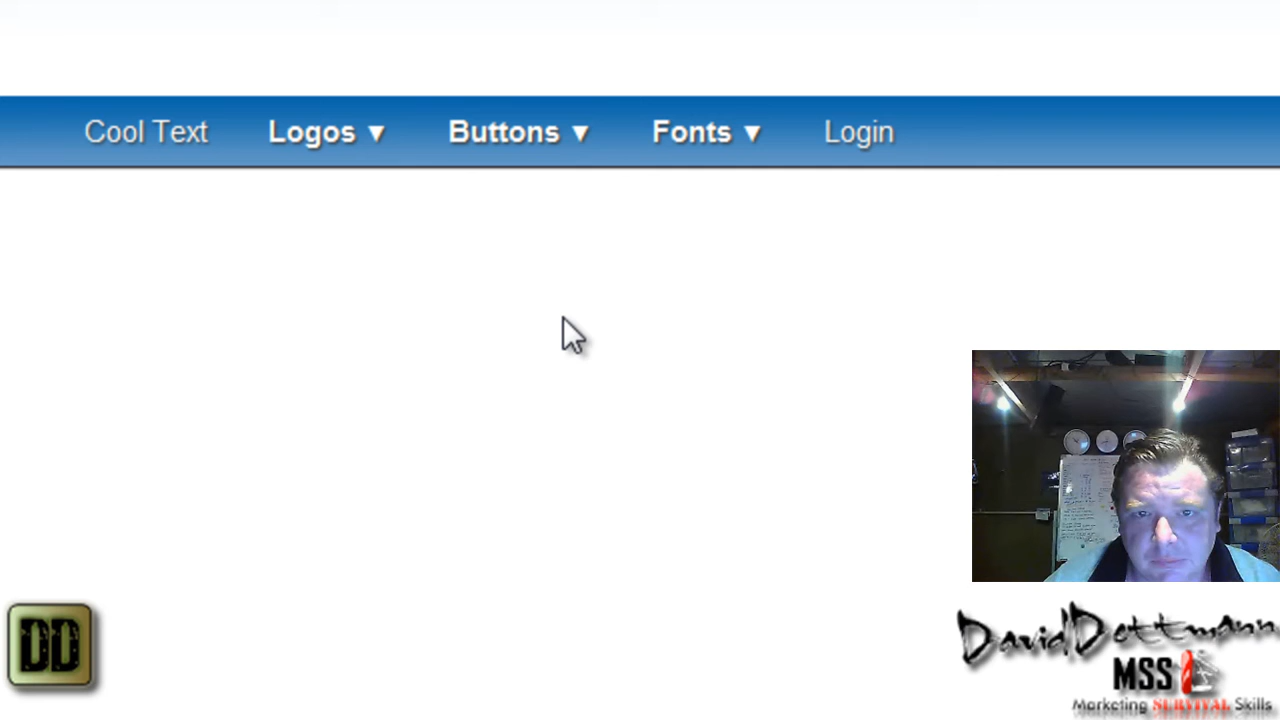 Cool Text Logos ▼ Buttons ▼ Fonts ▼ Login
DD
DavidDettmann
MSS
Marketing SURVIVAL Skills